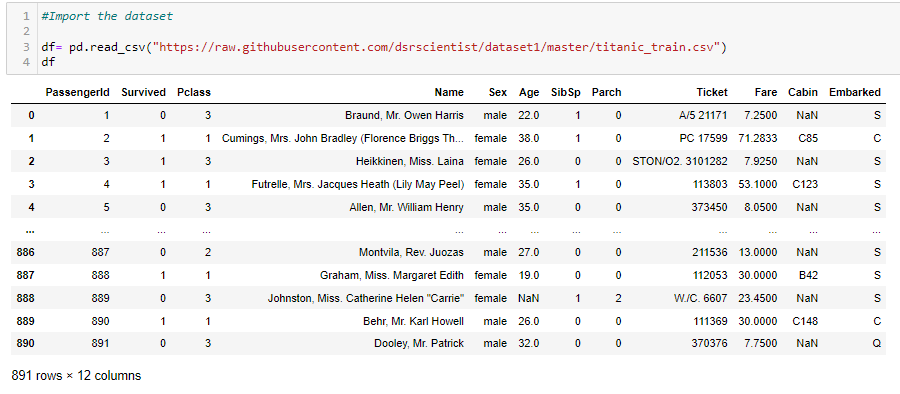 1 #Import the dataset
2
3 df= pd.read_csv("https://raw.githubusercontent.com/dsrscientist/dataset1/master/titanic_train.csv")
4 df
PassengerId Survived Pclass Name Sex Age SibSp Parch Ticket Fare Cabin Embarked
0 1 0 3 Braund, Mr. Owen Harris male 22.0 1 0 A/5 21171 7.2500 NaN S
1 2 1 1 Cumings, Mrs. John Bradley (Florence Briggs Th... female 38.0 1 0 PC 17599 71.2833 C85 C
2 3 1 3 Heikkinen, Miss. Laina female 26.0 0 0 STON/O2. 3101282 7.9250 NaN S
3 4 1 1 Futrelle, Mrs. Jacques Heath (Lily May Peel) female 35.0 1 0 113803 53.1000 C123 S
4 5 0 3 Allen, Mr. William Henry male 35.0 0 0 373450 8.0500 NaN S
... ... ... ... ... ... ... ... ... ... ... ... ...
886 887 0 2 Montvila, Rev. Juozas male 27.0 0 0 211536 13.0000 NaN S
887 888 1 1 Graham, Miss. Margaret Edith female 19.0 0 0 112053 30.0000 B42 S
888 889 0 3 Johnston, Miss. Catherine Helen "Carrie" female NaN 1 2 W./C. 6607 23.4500 NaN S
889 890 1 1 Behr, Mr. Karl Howell male 26.0 0 0 111369 30.0000 C148 C
890 891 0 3 Dooley, Mr. Patrick male 32.0 0 0 370376 7.7500 NaN Q
891 rows × 12 columns